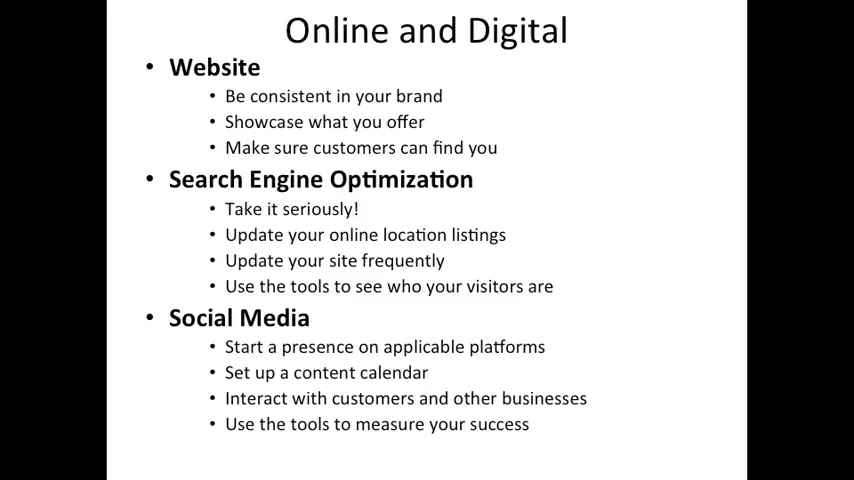 Online and Digital
• Website
• Be consistent in your brand
• Showcase what you offer
• Make sure customers can find you
• Search Engine Optimization
• Take it seriously!
• Update your online location listings
• Update your site frequently
• Use the tools to see who your visitors are
• Social Media
• Start a presence on applicable platforms
• Set up a content calendar
• Interact with customers and other businesses
• Use the tools to measure your success